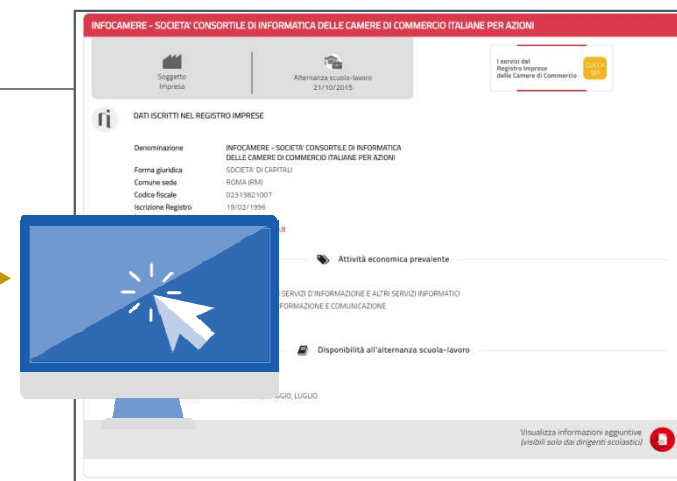 INFOCAMERE - SOCIETA' CONSORTILE DI INFORMATICA DELLE CAMERE DI COMMERCIO ITALIANE PER AZIONI
Soggetto
Impresa
Alternanza scuola-lavoro
21/10/2015
I servizi del
Registro Imprese
delle Camere di Commercio
CLICCA
QUI
ri
DATI ISCRITTI NEL REGISTRO IMPRESE
Denominazione INFOCAMERE - SOCIETA' CONSORTILE DI INFORMATICA
DELLE CAMERE DI COMMERCIO ITALIANE PER AZIONI
Forma giuridica SOCIETA' DI CAPITALI
Comune sede ROMA (RM)
Codice fiscale 02313821007
Iscrizione Registro 19/02/1996
.it
Attività economica prevalente
SERVIZI D'INFORMAZIONE E ALTRI SERVIZI INFORMATICI
FORMAZIONE E COMUNICAZIONE
Disponibilità all'alternanza scuola-lavoro
GGIO, LUGLIO
Visualizza informazioni aggiuntive
(visibili solo dai dirigenti scolastici)